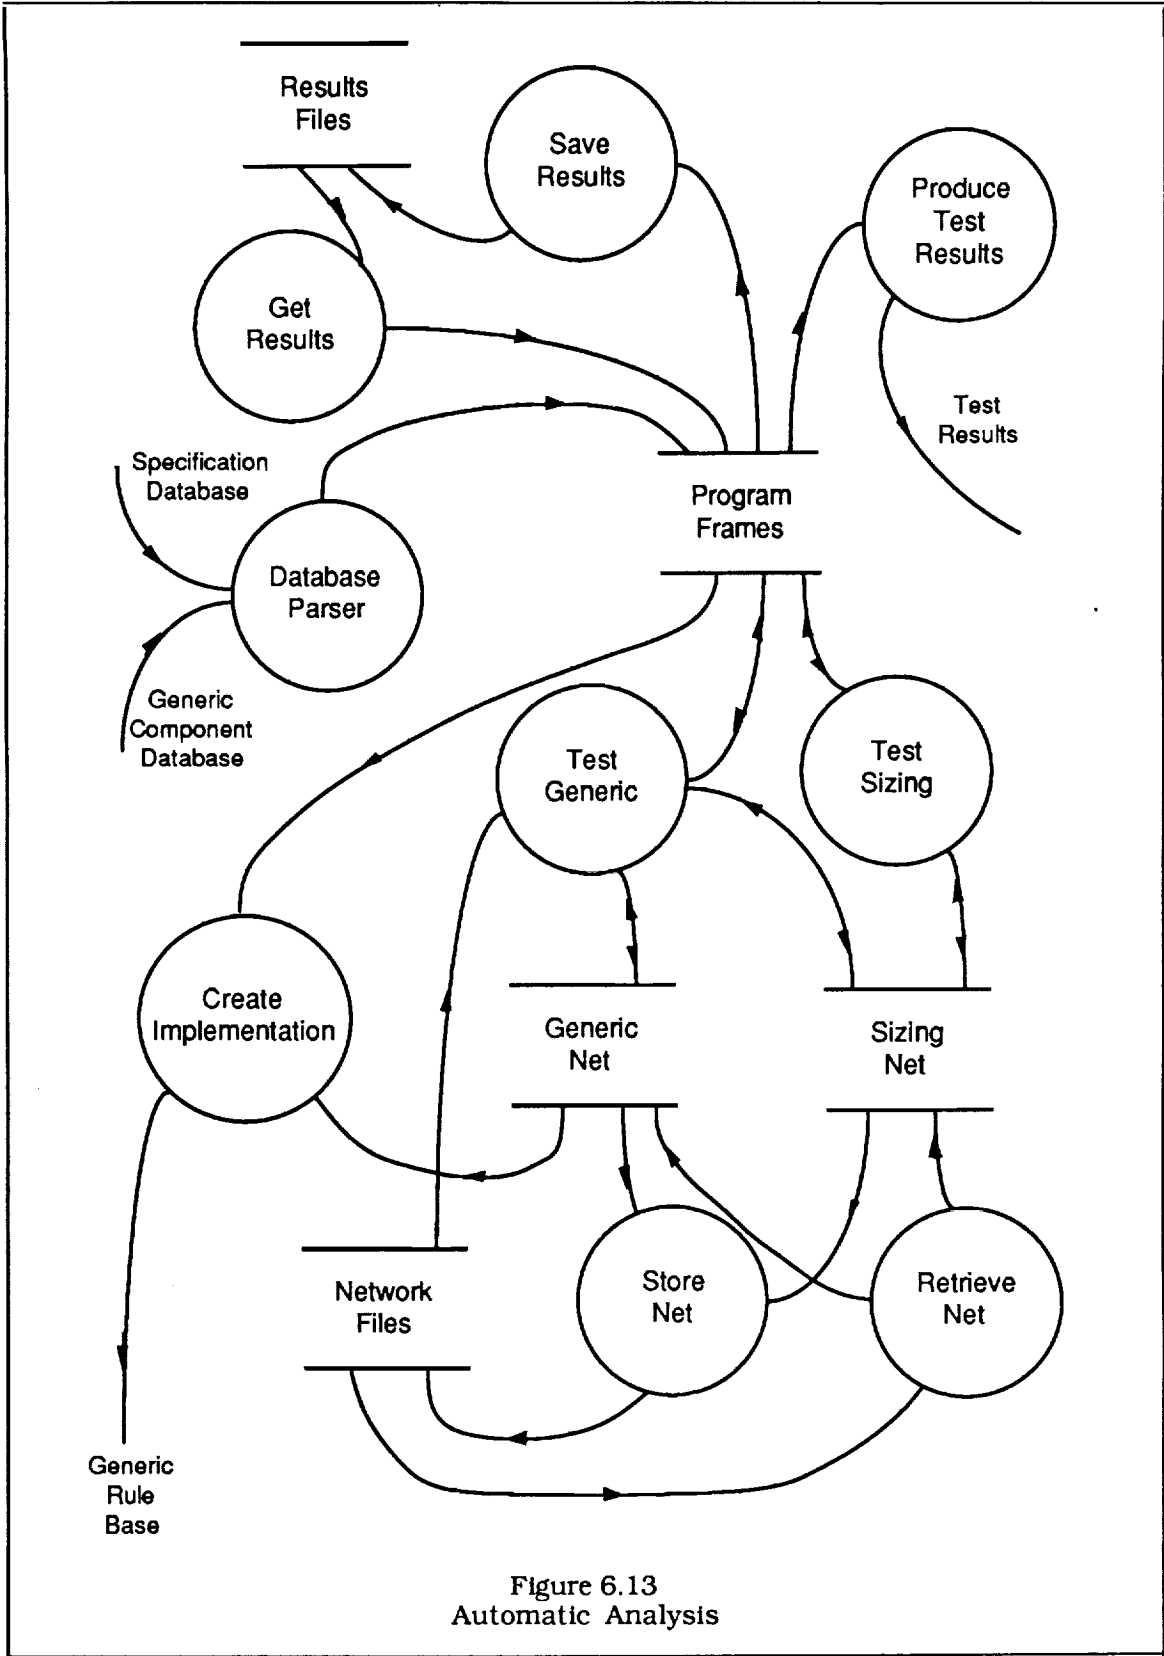 Results
Files
Save
Results
Produce
Test
Results
Get
Results
Test
Results
Specification
Database
Program
Frames
Database
Parser
Generic
Component
Database
Test
Generic
Test
Sizing
Create
Implementation
Generic
Net
Sizing
Net
Network
Files
Store
Net
Retrieve
Net
Generic
Rule
Base
Figure 6.13
Automatic Analysis